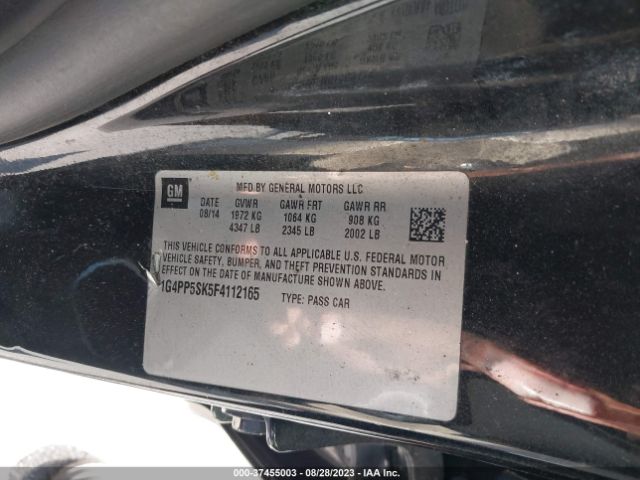 GM
MFD BY GENERAL MOTORS LLC
DATE GVWR GAWR FRT GAWR RR
08/14 1972 KG 1064 KG 908 KG
4347 LB 2345 LB 2002 LB
THIS VEHICLE CONFORMS TO ALL APPLICABLE U.S. FEDERAL MOTOR
VEHICLE SAFETY, BUMPER, AND THEFT PREVENTION STANDARDS IN
EFFECT ON THE DATE OF MANUFACTURE SHOWN ABOVE.
1G4PP5SK5F4112165 TYPE: PASS CAR
000-37455003 - 08/28/2023 - IAA Inc.